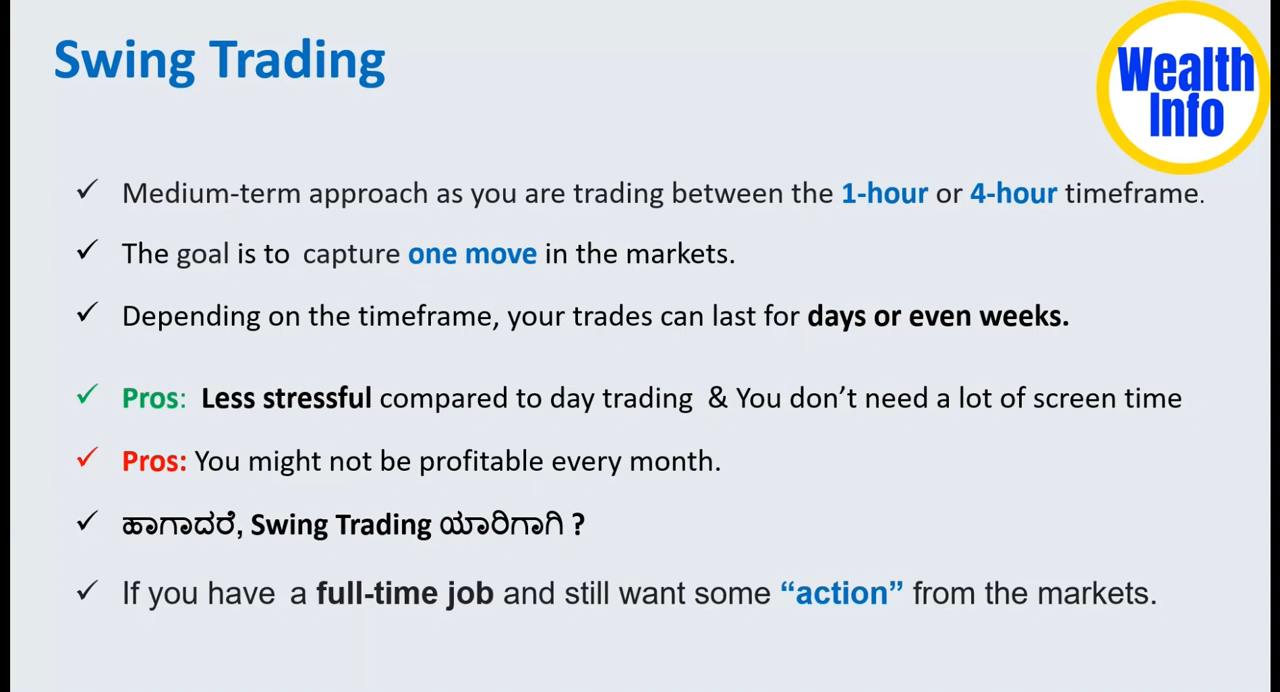 Swing Trading
Wealth
Info
Medium-term approach as you are trading between the 1-hour or 4-hour timeframe.
The goal is to capture one move in the markets.
Depending on the timeframe, your trades can last for days or even weeks.
Pros: Less stressful compared to day trading & You don’t need a lot of screen time
Pros: You might not be profitable every month.
ಹಾಗಾದರೆ, Swing Trading ಯಾರಿಗಾಗಿ ?
If you have a full-time job and still want some “action” from the markets.